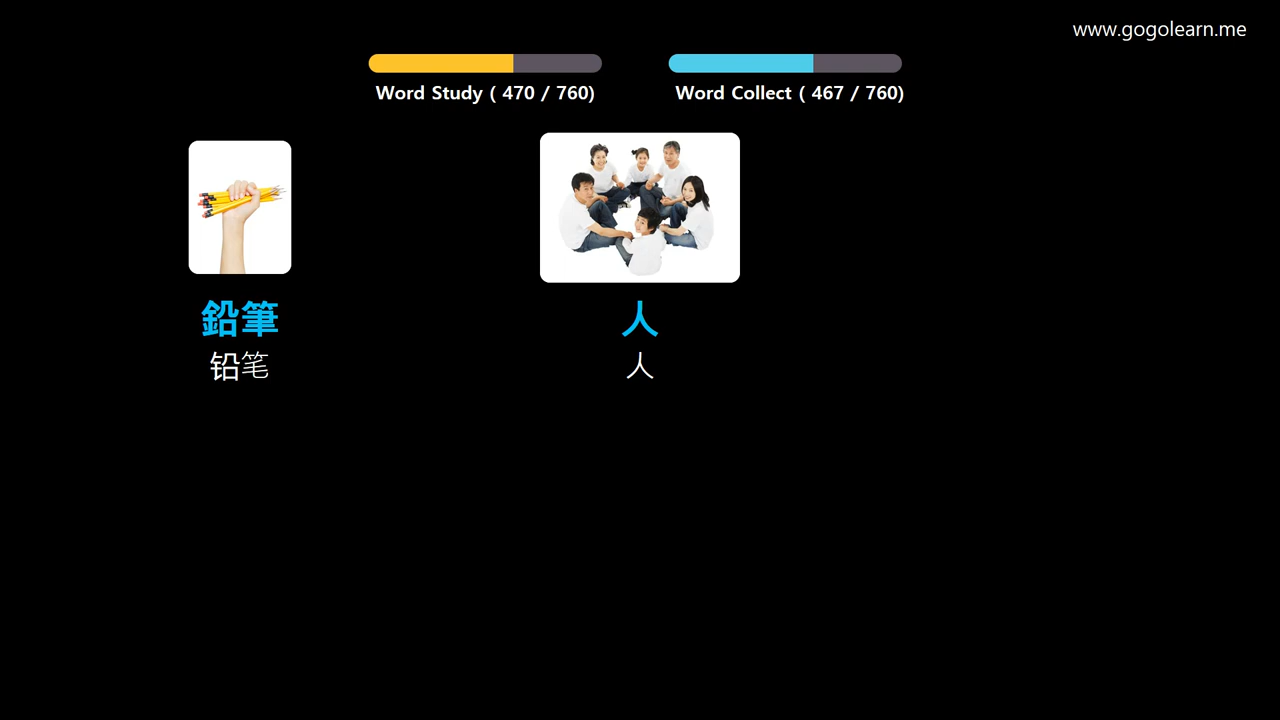 www.gogolearn.me
Word Study ( 470 / 760)
Word Collect ( 467 / 760)
鉛筆
铅笔
人
人